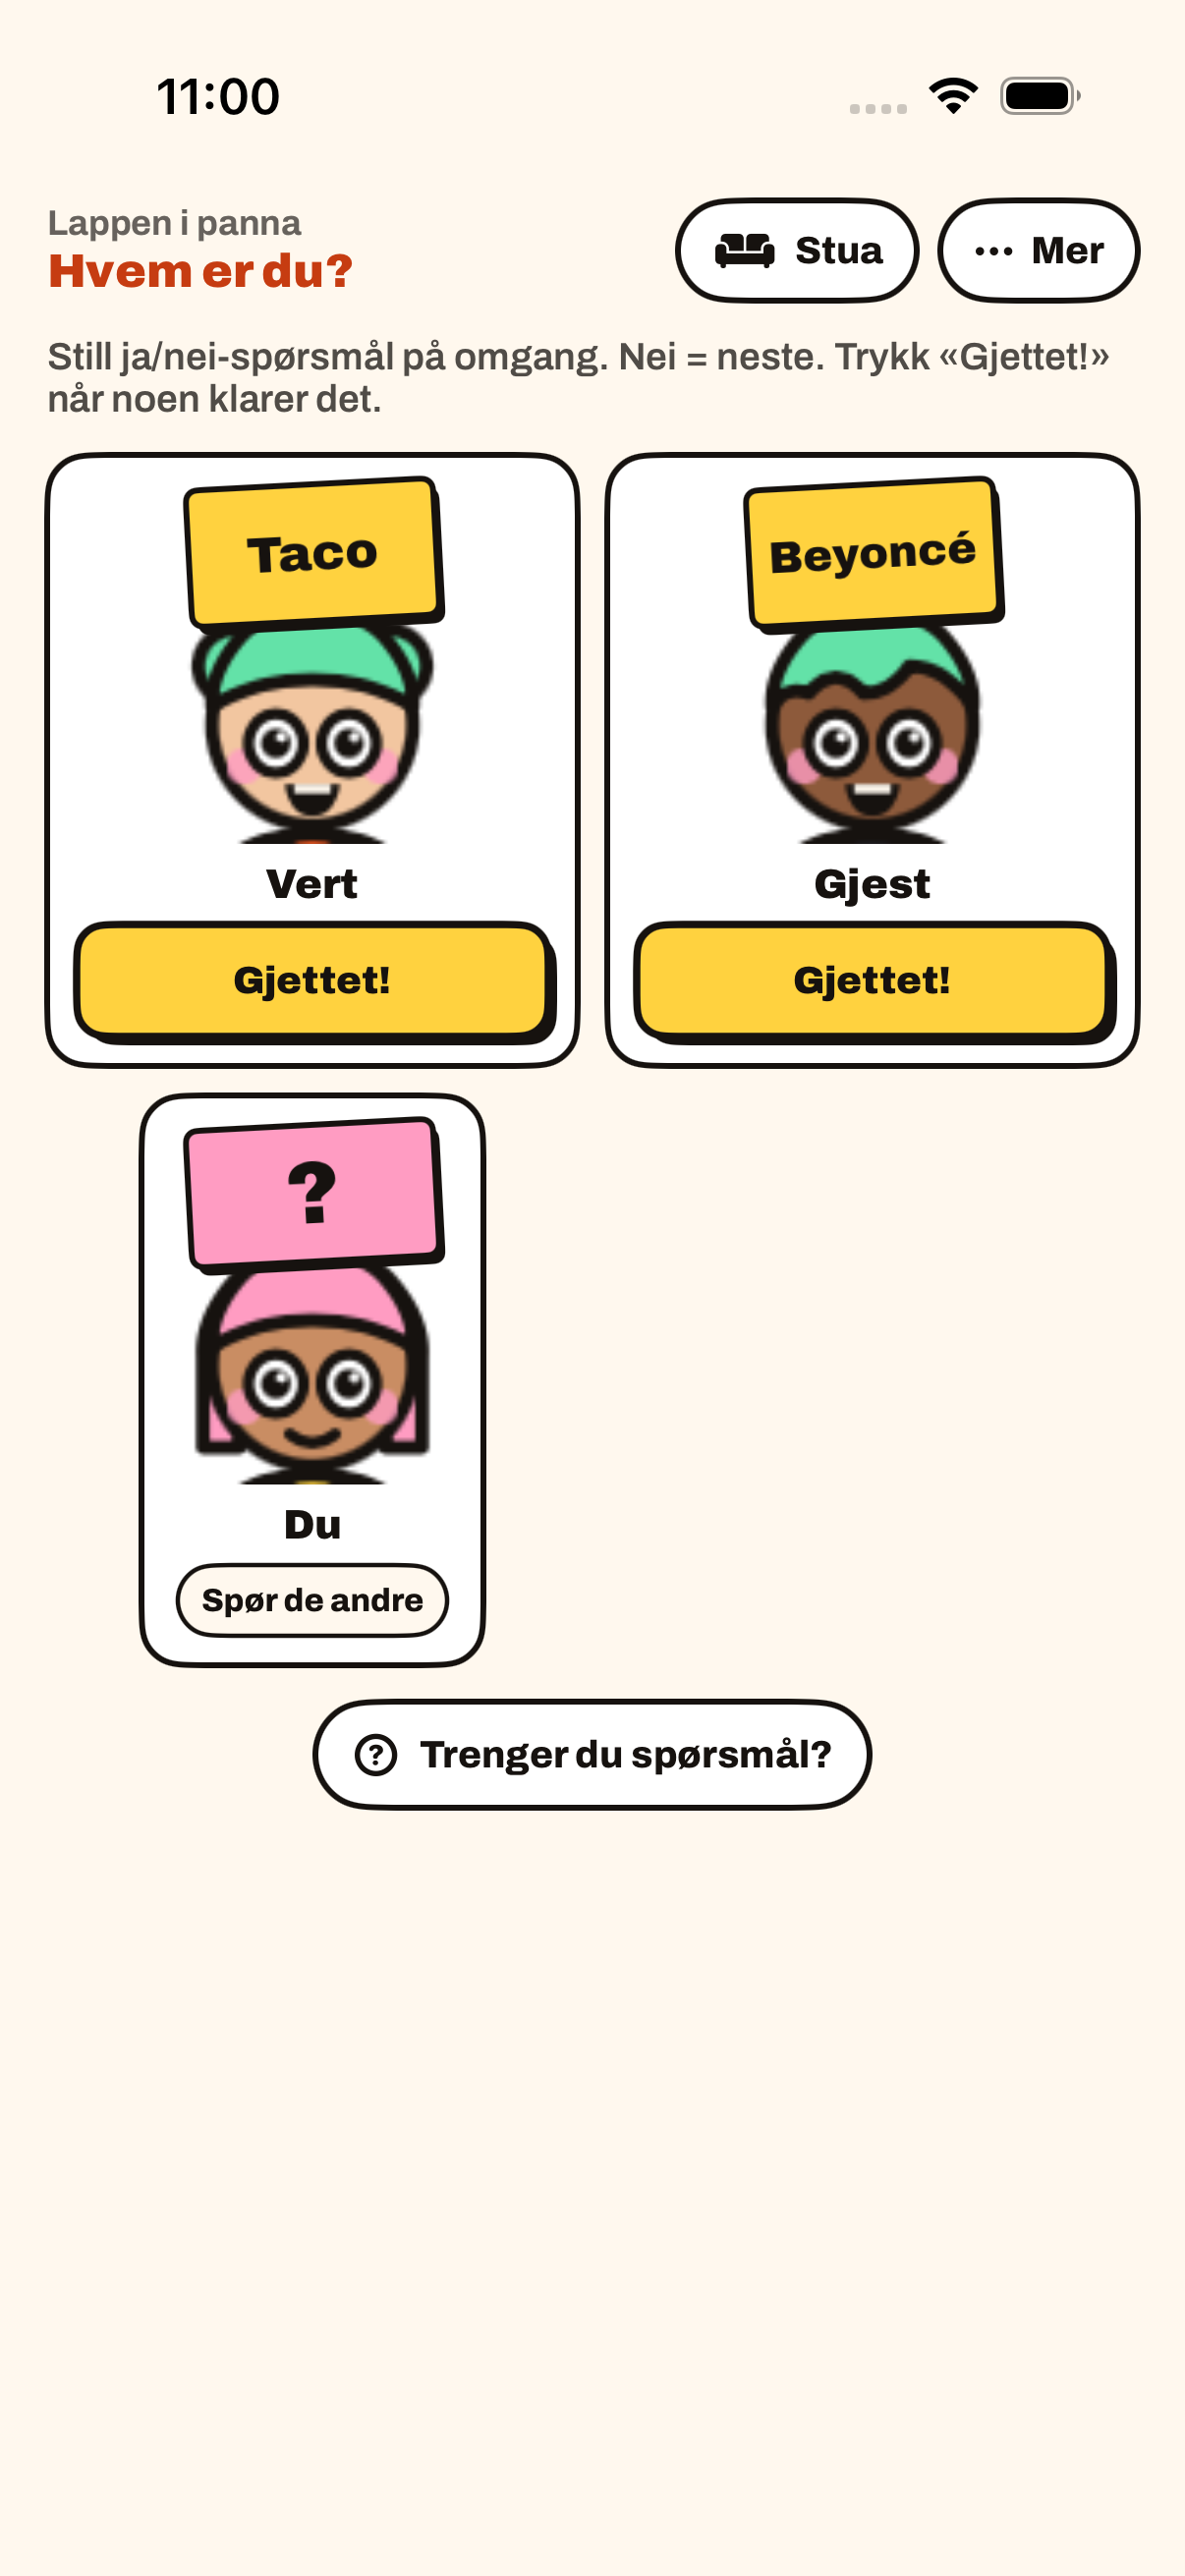 11:00
Lappen i panna
Hvem er du?
Stua
Mer
Still ja/nei-spørsmål på omgang. Nei = neste. Trykk «Gjettet!»
når noen klarer det.
Taco
Beyoncé
Vert
Gjest
Gjettet!
Gjettet!
?
Du
Spør de andre
? Trenger du spørsmål?